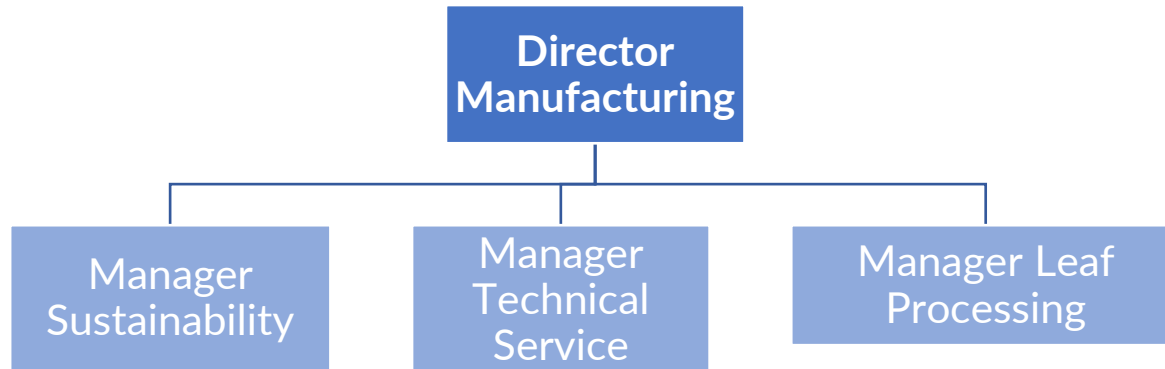 Director
Manufacturing
Manager
Sustainability
Manager
Technical
Service
Manager Leaf
Processing